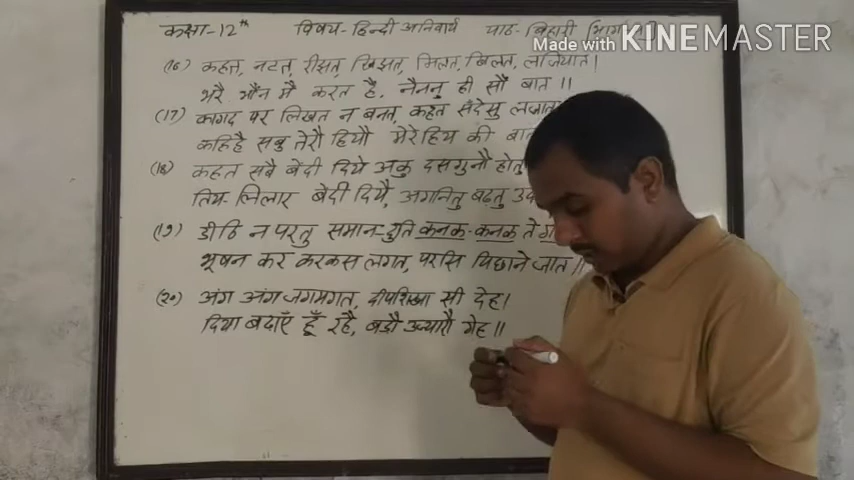 कक्षा-12th विषय-हिन्दी अनिवार्य पाठ-बिहारी
Made with KINEMASTER
(16) कहत, नटत, रीझत, खिझत, मिलत, खिलत, लजियात।
भरै भौन मै करत है, नैननु ही सौं बात॥
(17) कागद पर लिखत न बनत, कहत सँदेसु लजात
कहिहै सबु तेरौ हियौ मेरे हिय की बात
(18) कहत सबै बेंदी दिये अंकु दसगुनौ होतु
तिय लिलार बेंदी दियै, अगनितु बढतु
(19) डीठि न परतु समान-दुति कनक-कनक ते
भूषन कर करकस लगत, परसि पिछाने जात॥
(20) अंग अंग जगमगत, दीपशिखा सी देह।
दिया बढाएँ हूँ रहै, बडौ उज्यारौ गेह॥